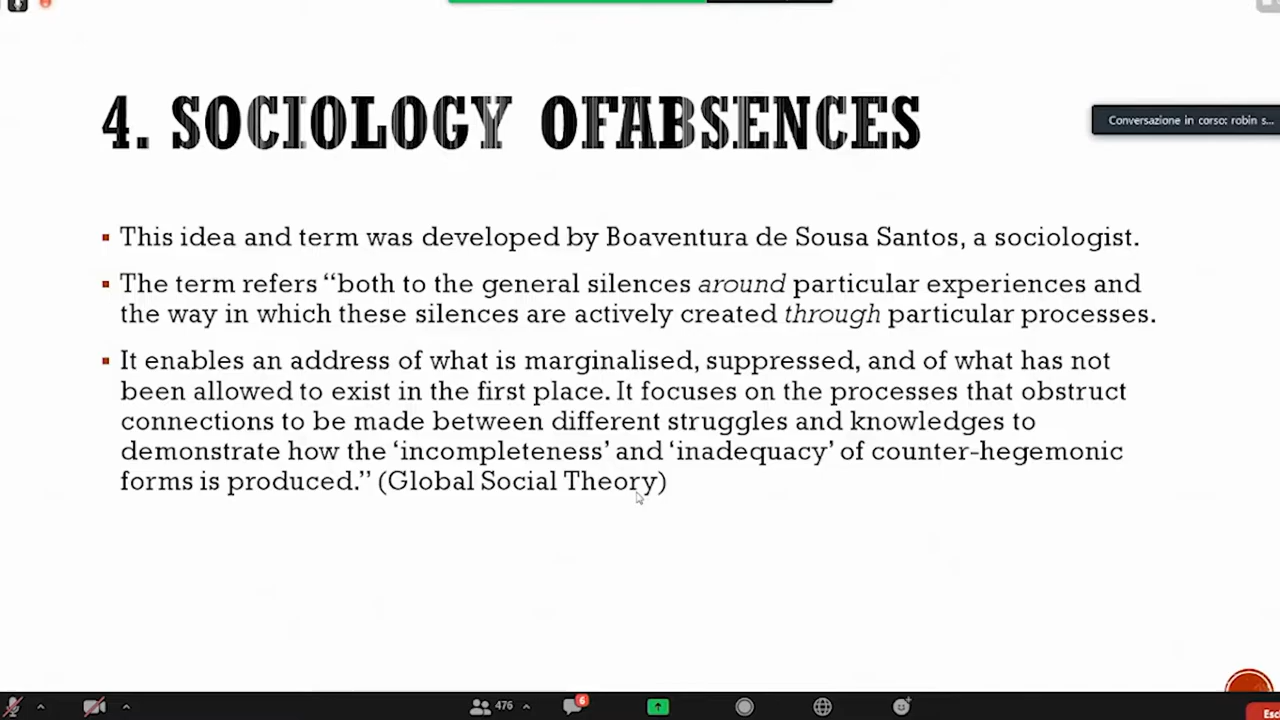 4. SOCIOLOGY OFABSENCES
Conversazione in corso: robin s...
▪ This idea and term was developed by Boaventura de Sousa Santos, a sociologist.
▪ The term refers “both to the general silences around particular experiences and
the way in which these silences are actively created through particular processes.
▪ It enables an address of what is marginalised, suppressed, and of what has not
been allowed to exist in the first place. It focuses on the processes that obstruct
connections to be made between different struggles and knowledges to
demonstrate how the ‘incompleteness’ and ‘inadequacy’ of counter-hegemonic
forms is produced.” (Global Social Theory)
476
6
Esc